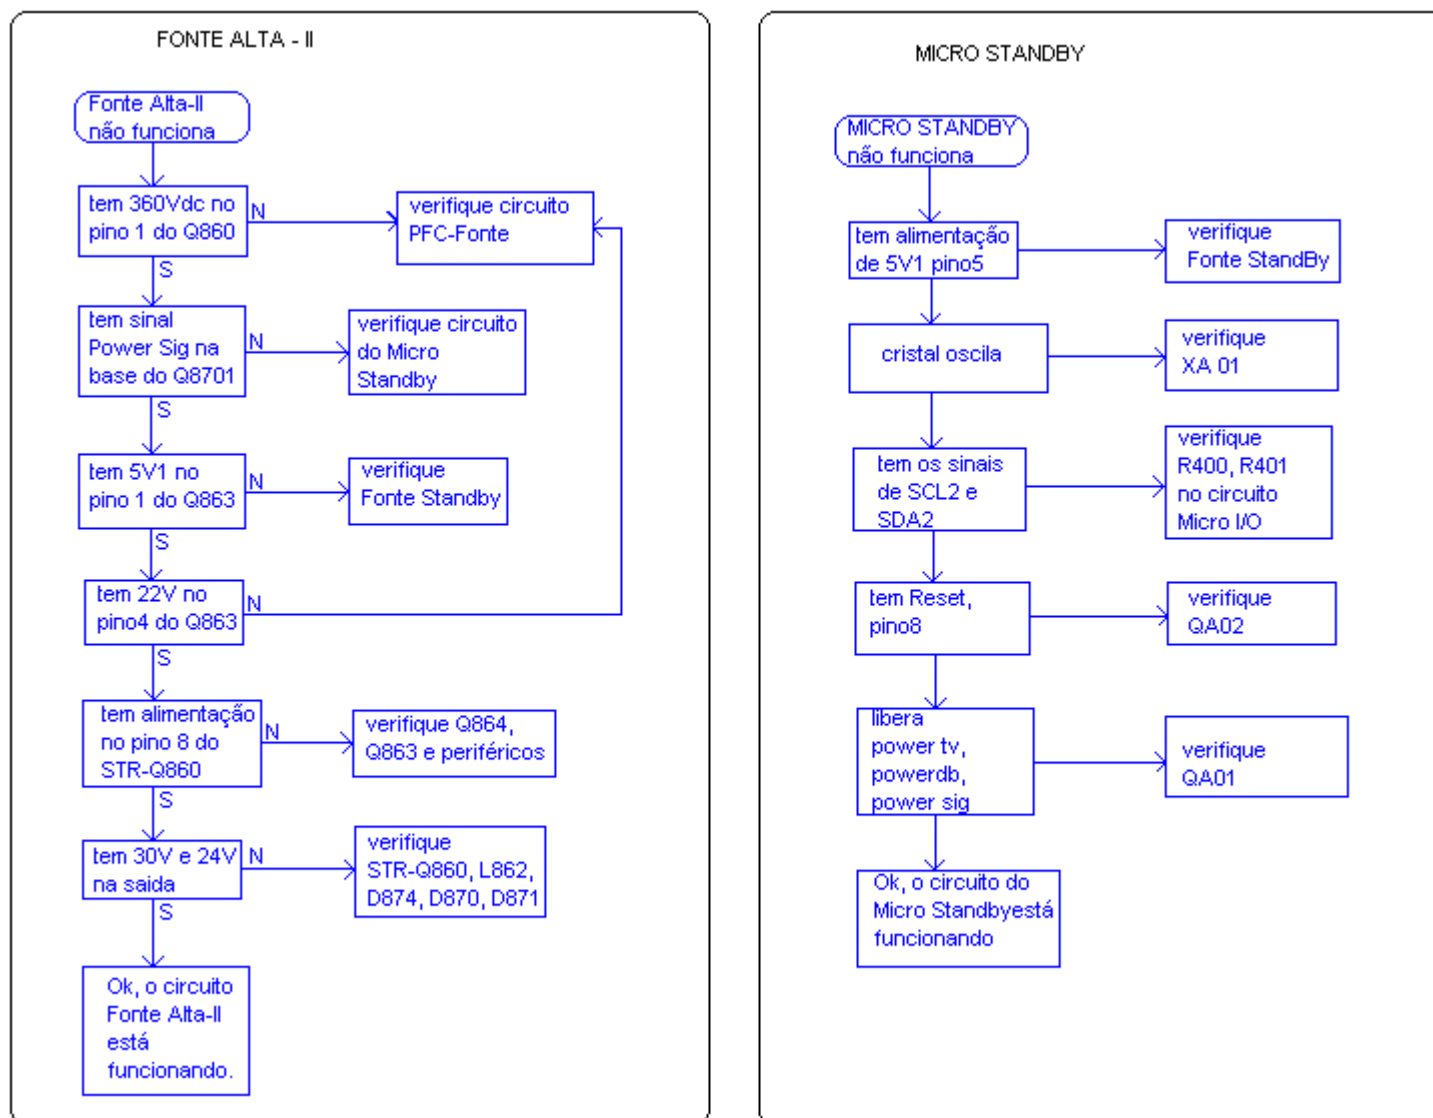 FONTE ALTA - II
Fonte Alta-II
não funciona
tem 360Vdc no
pino 1 do Q860
N
verifique circuito
PFC-Fonte
S
tem sinal
Power Sig na
base do Q8701
N
verifique circuito
do Micro
Standby
S
tem 5V1 no
pino 1 do Q863
N
verifique
Fonte Standby
S
tem 22V no
pino4 do Q863
N
S
tem alimentação
no pino 8 do
STR-Q860
N
verifique Q864,
Q863 e periféricos
S
tem 30V e 24V
na saida
N
verifique
STR-Q860, L862,
D874, D870, D871
S
Ok, o circuito
Fonte Alta-II
está
funcionando.
MICRO STANDBY
MICRO STANDBY
não funciona
tem alimentação
de 5V1 pino5
verifique
Fonte StandBy
cristal oscila
verifique
XA 01
tem os sinais
de SCL2 e
SDA2
verifique
R400, R401
no circuito
Micro I/O
tem Reset,
pino8
verifique
QA02
libera
power tv,
powerdb,
power sig
verifique
QA01
Ok, o circuito do
Micro Standbyestá
funcionando